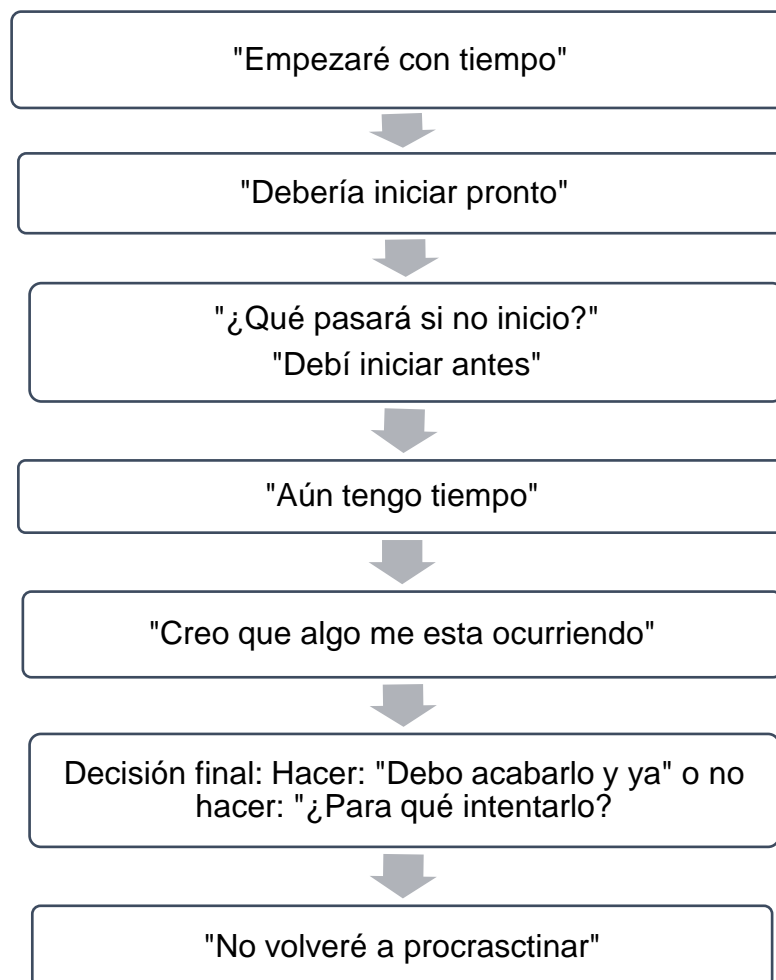 "Empezaré con tiempo"
"Debería iniciar pronto"
"¿Qué pasará si no inicio?"
"Debí iniciar antes"
"Aún tengo tiempo"
"Creo que algo me esta ocurriendo"
Decisión final: Hacer: "Debo acabarlo y ya" o no
hacer: "¿Para qué intentarlo?
"No volveré a procrasctinar"